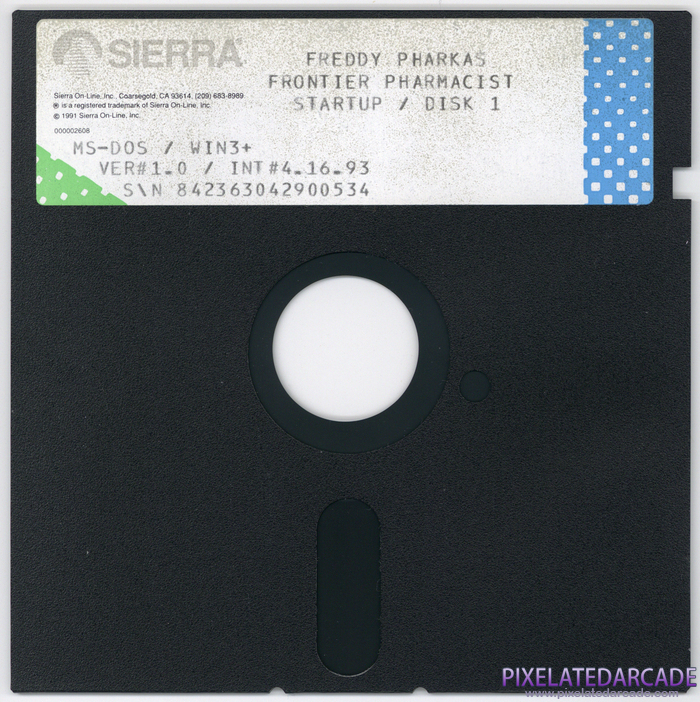 SIERRA®
FREDDY PHARKAS
FRONTIER PHARMACIST
STARTUP / DISK 1
Sierra On-Line, Inc., Coarsegold, CA 93614, (209) 683-8989
® is a registered trademark of Sierra On-Line, Inc.
© 1991 Sierra On-Line, Inc.
000002608
MS-DOS / WIN3+
VER#1.0 / INT#4.16.93
S\N 842363042900534
PIXELATEDARCADE
www.pixelatedarcade.com